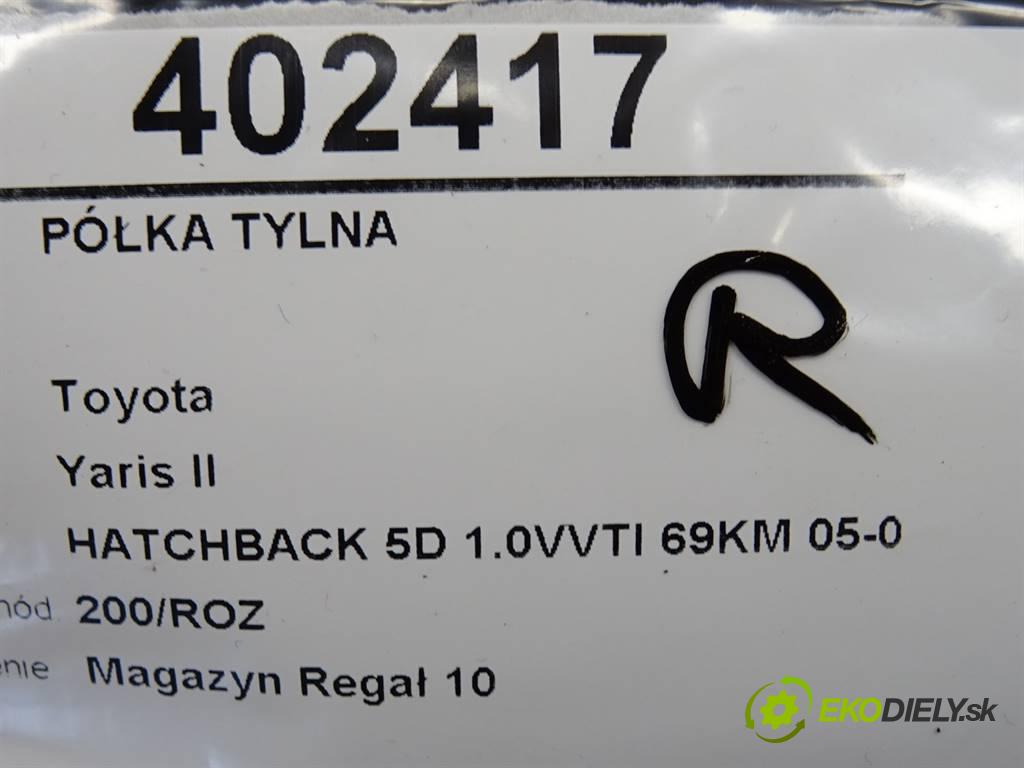 402417
PÓŁKA TYLNA
R
Toyota
Yaris II
HATCHBACK 5D 1.0VVTI 69KM 05-0
hód. 200/ROZ
enie Magazyn Regał 10
EKODIELY.sk